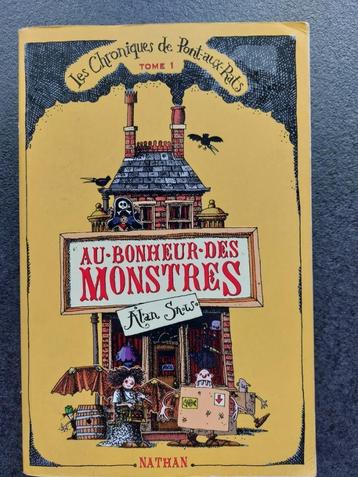 Les Chroniques de Pont-aux-Rats
TOME 1
AU·BONHEUR·DES
MONSTRES
Alan Snow
NATHAN